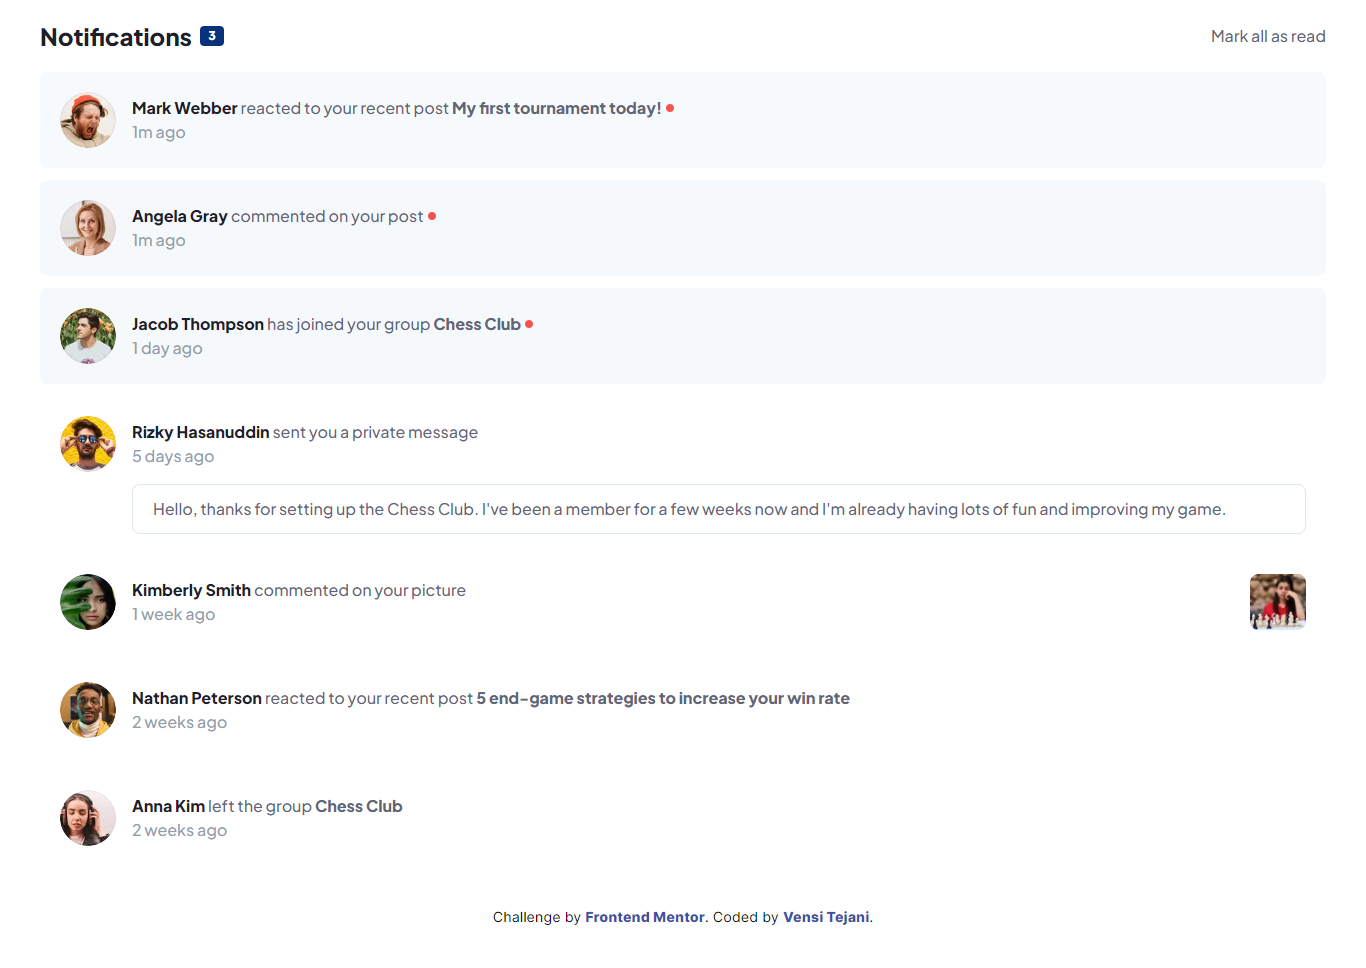 Notifications 3
Mark all as read
Mark Webber reacted to your recent post My first tournament today!
1m ago
Angela Gray commented on your post
1m ago
Jacob Thompson has joined your group Chess Club
1 day ago
Rizky Hasanuddin sent you a private message
5 days ago
Hello, thanks for setting up the Chess Club. I've been a member for a few weeks now and I'm already having lots of fun and improving my game.
Kimberly Smith commented on your picture
1 week ago
Nathan Peterson reacted to your recent post 5 end-game strategies to increase your win rate
2 weeks ago
Anna Kim left the group Chess Club
2 weeks ago
Challenge by Frontend Mentor. Coded by Vensi Tejani.